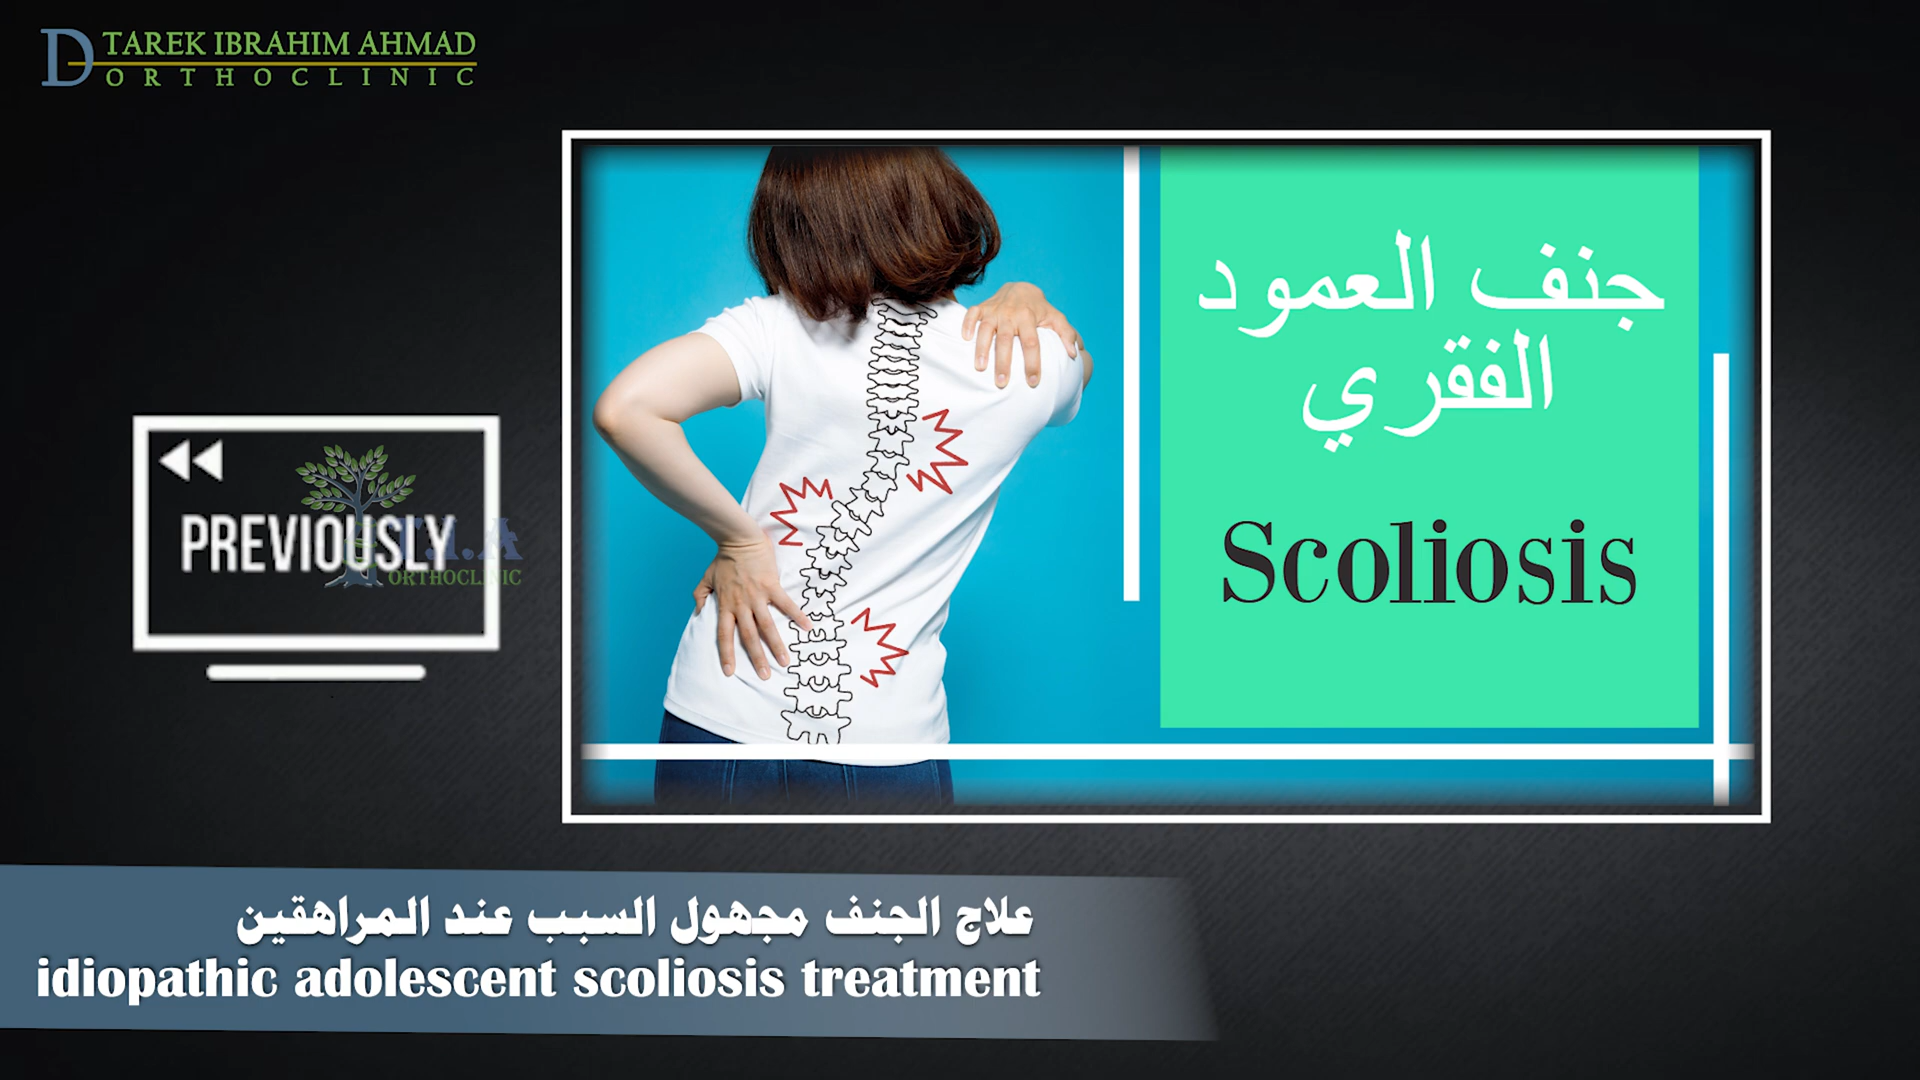 TAREK IBRAHIM AHMAD
ORTHOCLINIC
جنف العمود
الفقري
Scoliosis
PREVIOUSLY
T.I.A
ORTHOCLINIC
علاج الجنف مجهول السبب عند المراهقين
idiopathic adolescent scoliosis treatment